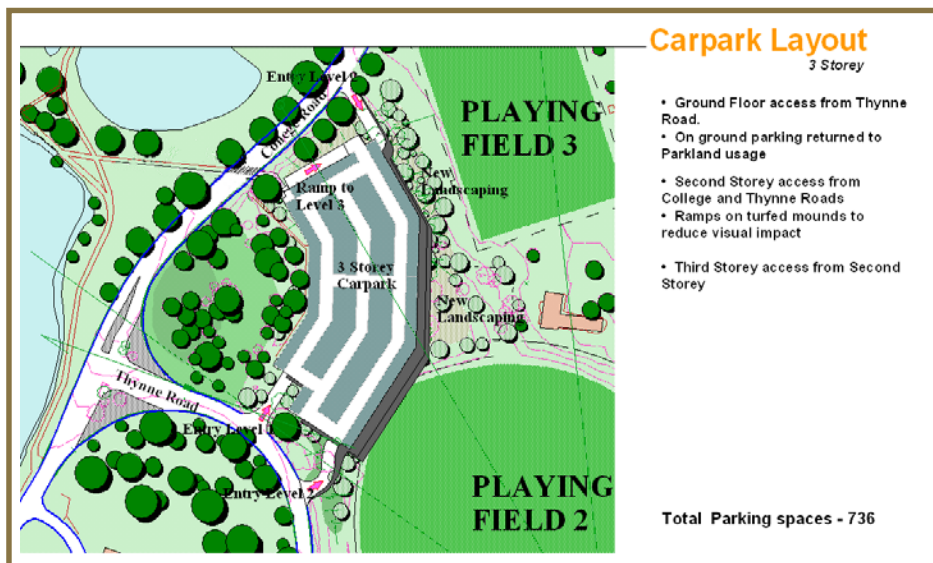 Carpark Layout
3 Storey
• Ground Floor access from Thynne
Road.
• On ground parking returned to
Parkland usage
• Second Storey access from
College and Thynne Roads
• Ramps on turfed mounds to
reduce visual impact
• Third Storey access from Second
Storey
Total Parking spaces - 736
Entry Level 2
College Road
PLAYING
FIELD 3
New
Landscaping
Ramp to
Level 3
3 Storey
Carpark
New
Landscaping
Thynne Road
Entry Level
Entry Level 2
PLAYING
FIELD 2